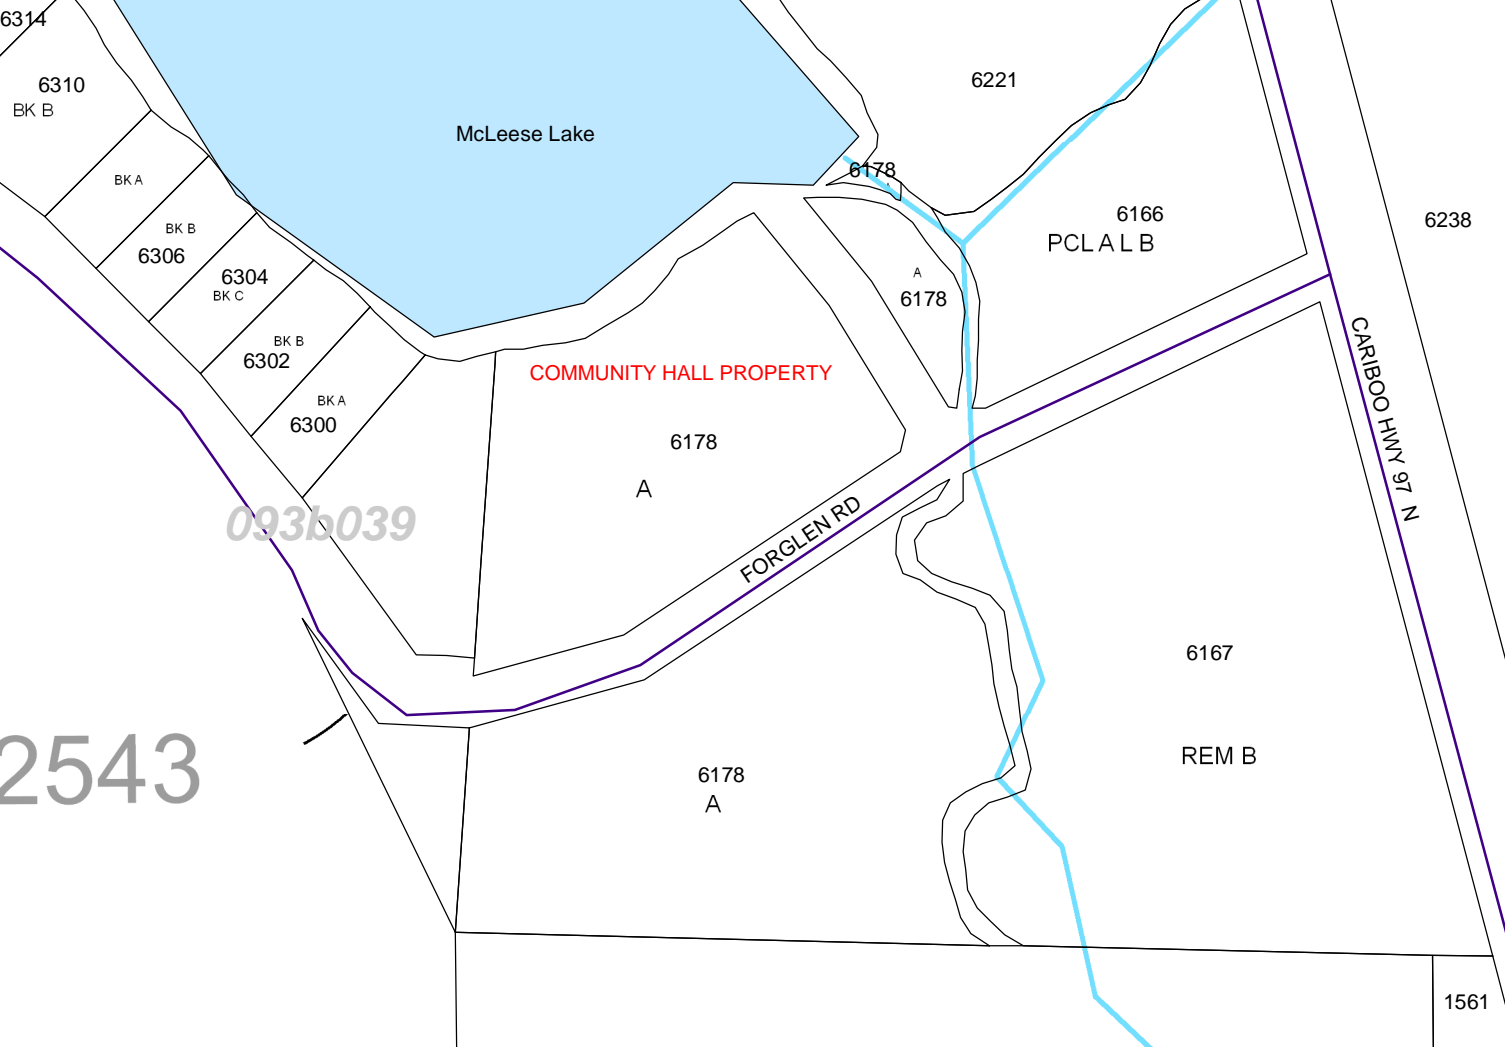 6314
6310
BK B
McLeese Lake
6221
BK A
6178
A
BK B
6306
6166
PCL A L B
6238
6304
BK C
A
6178
BK B
6302
COMMUNITY HALL PROPERTY
BK A
6300
6178
A
CARIBOO HWY 97 N
093b039
FORGLEN RD
6167
2543
REM B
6178
A
1561